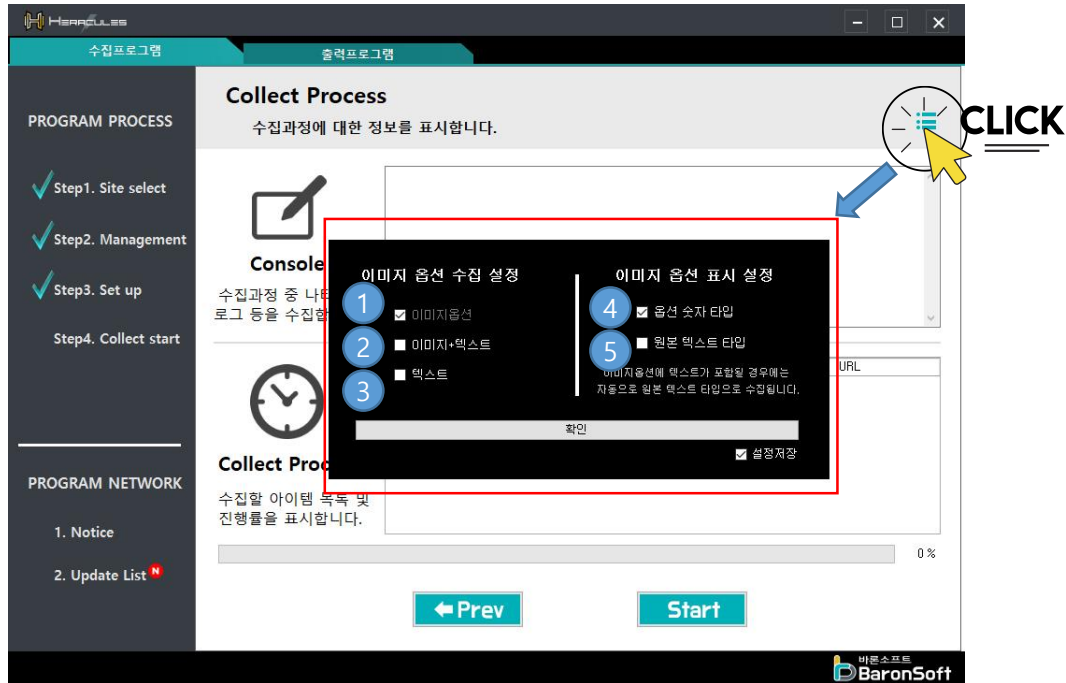 HERRCULES
수집프로그램
출력프로그램
PROGRAM PROCESS
Step1. Site select
Step2. Management
Step3. Set up
Step4. Collect start
PROGRAM NETWORK
1. Notice
2. Update List N
Collect Process
수집과정에 대한 정보를 표시합니다.
CLICK
Console
수집과정 중 나타
로그 등을 수집합
Collect Proc
수집할 아이템 목록 및
진행률을 표시합니다.
URL
이미지 옵션 수집 설정
1 이미지옵션
2 이미지+텍스트
3 텍스트
이미지 옵션 표시 설정
4 옵션 숫자 타입
5 원본 텍스트 타입
이미지옵션에 텍스트가 포함될 경우에는
자동으로 원본 텍스트 타입으로 수집됩니다.
확인
설정저장
0 %
Prev
Start
바론소프트
BaronSoft